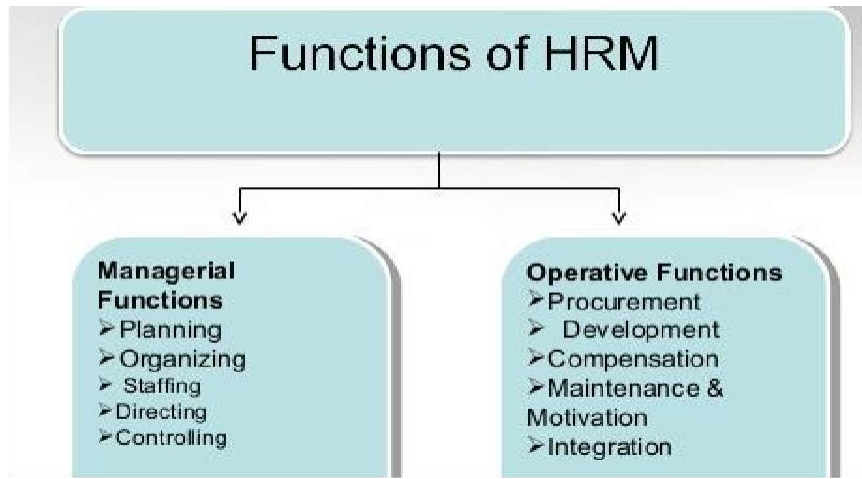 Functions of HRM
Managerial
Functions
➢Planning
➢Organizing
➢ Staffing
➢Directing
➢Controlling
Operative Functions
➢Procurement
➢ Development
➢Compensation
➢Maintenance &
Motivation
➢Integration